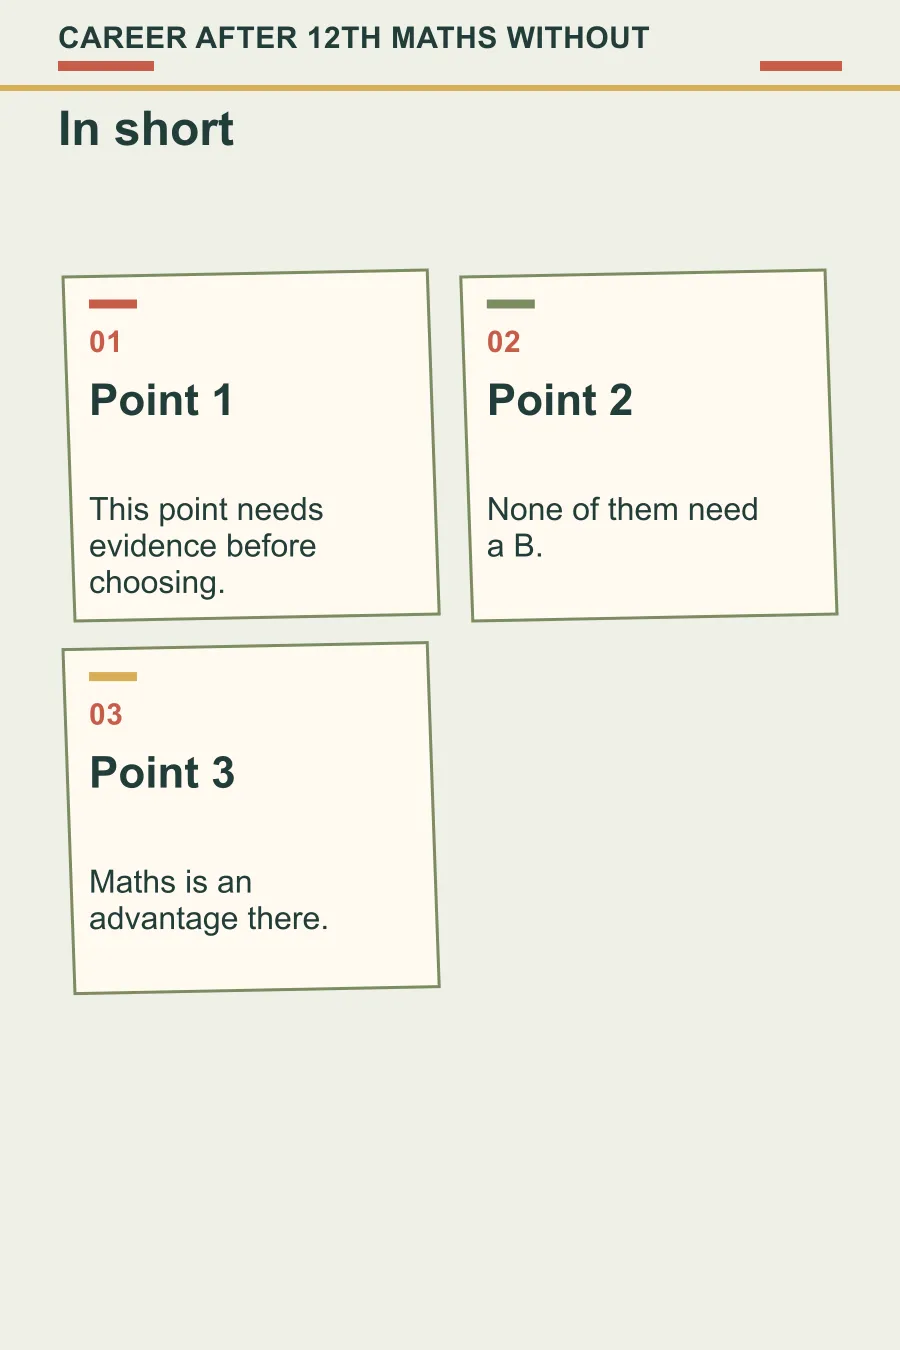 CAREER AFTER 12TH MATHS WITHOUT
In short
01
Point 1
This point needs
evidence before
choosing.
02
Point 2
None of them need
a B.
03
Point 3
Maths is an
advantage there.